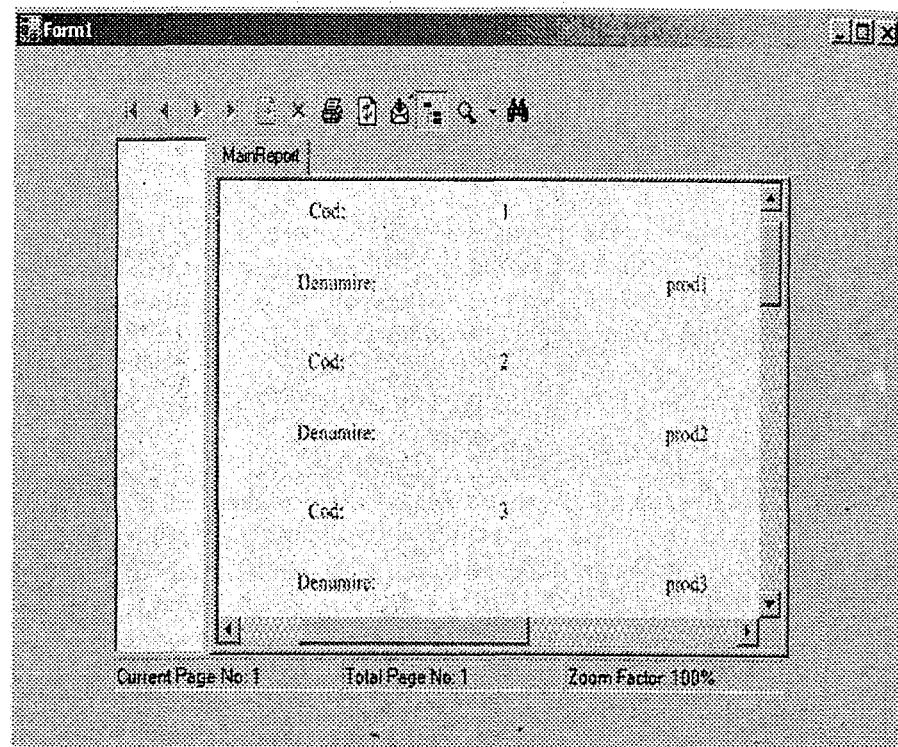 Form1
MainReport
Cod: 1
Denumire: prod1
Cod: 2
Denumire: prod2
Cod: 3
Denumire: prod3
Current Page No: 1 Total Page No: 1 Zoom Factor: 100%